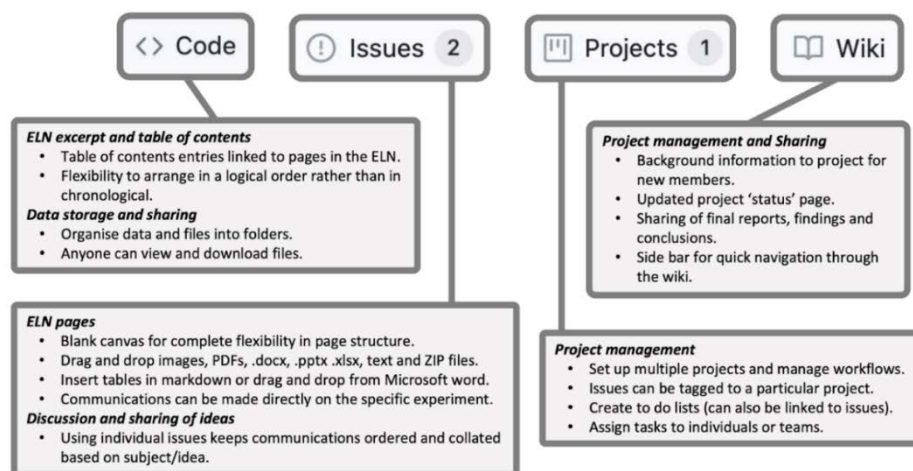 <> Code
Issues 2
Projects 1
Wiki
ELN excerpt and table of contents
• Table of contents entries linked to pages in the ELN.
• Flexibility to arrange in a logical order rather than in
chronological.
Data storage and sharing
• Organise data and files into folders.
• Anyone can view and download files.
Project management and Sharing
• Background information to project for
new members.
• Updated project ‘status’ page.
• Sharing of final reports, findings and
conclusions.
• Side bar for quick navigation through
the wiki.
ELN pages
• Blank canvas for complete flexibility in page structure.
• Drag and drop images, PDFs, .docx, .pptx .xlsx, text and ZIP files.
• Insert tables in markdown or drag and drop from Microsoft word.
• Communications can be made directly on the specific experiment.
Discussion and sharing of ideas
• Using individual issues keeps communications ordered and collated
based on subject/idea.
Project management
• Set up multiple projects and manage workflows.
• Issues can be tagged to a particular project.
• Create to do lists (can also be linked to issues).
• Assign tasks to individuals or teams.